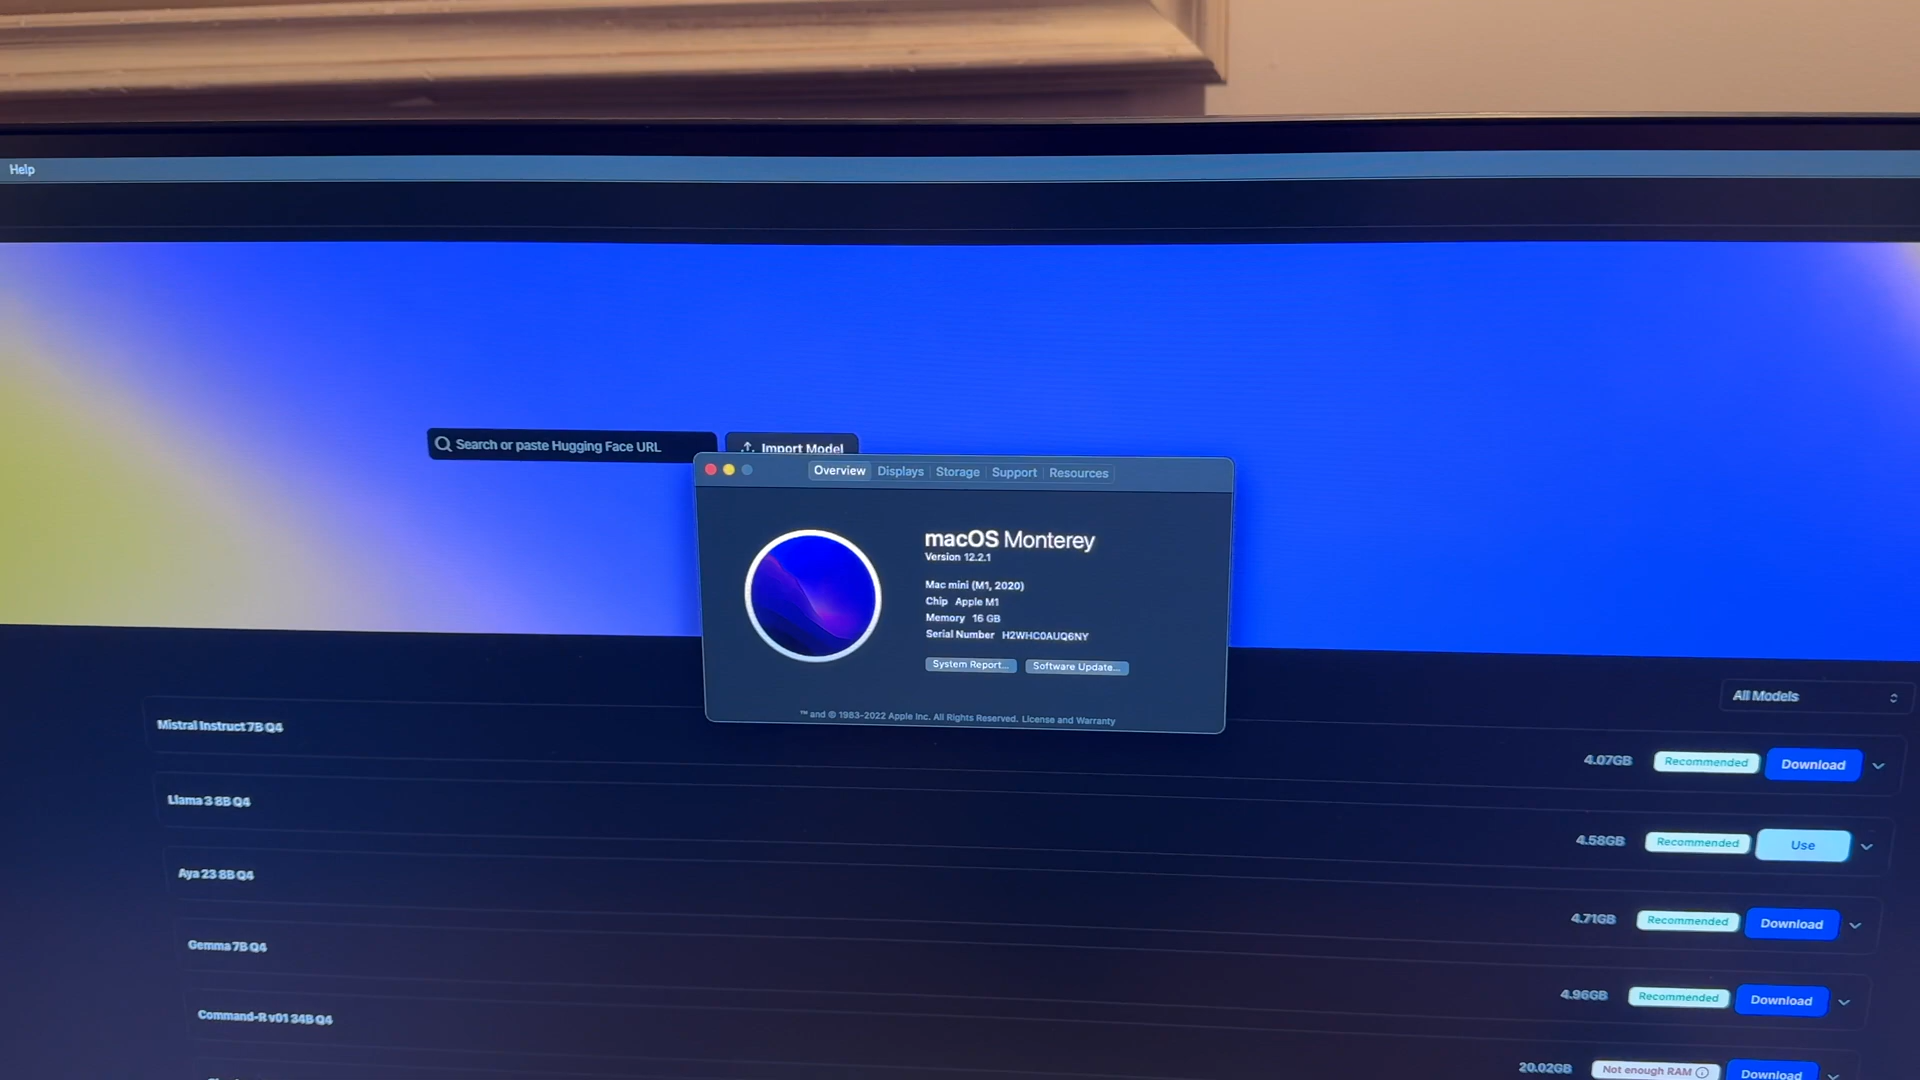 Help
Search or paste Hugging Face URL
Import Model
Overview Displays Storage Support Resources
macOS Monterey
Version 12.2.1
Mac mini (M1, 2020)
Chip Apple M1
Memory 16 GB
Serial Number H2WHC0AUQ6NY
System Report... Software Update...
™ and © 1983-2022 Apple Inc. All Rights Reserved. License and Warranty
All Models
Mistral Instruct 7B Q4
4.07GB Recommended Download
Llama 3 8B Q4
4.58GB Recommended Use
Aya 23 8B Q4
4.71GB Recommended Download
Gemma 7B Q4
4.96GB Recommended Download
Command-R v01 34B Q4
20.02GB Not enough RAM Download